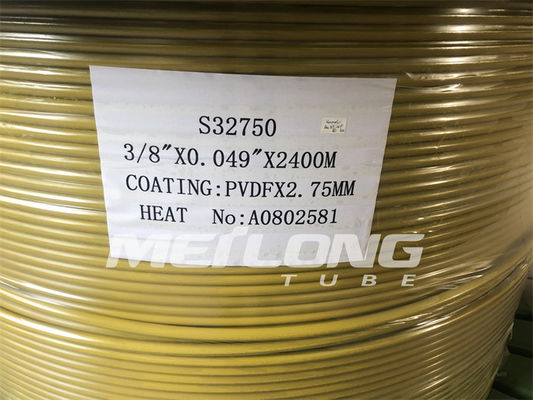 S32750
3/8"X0.049"X2400M
COATING:PVDFX2.75MM
HEAT No:A0802581
MEILONG
TUBE